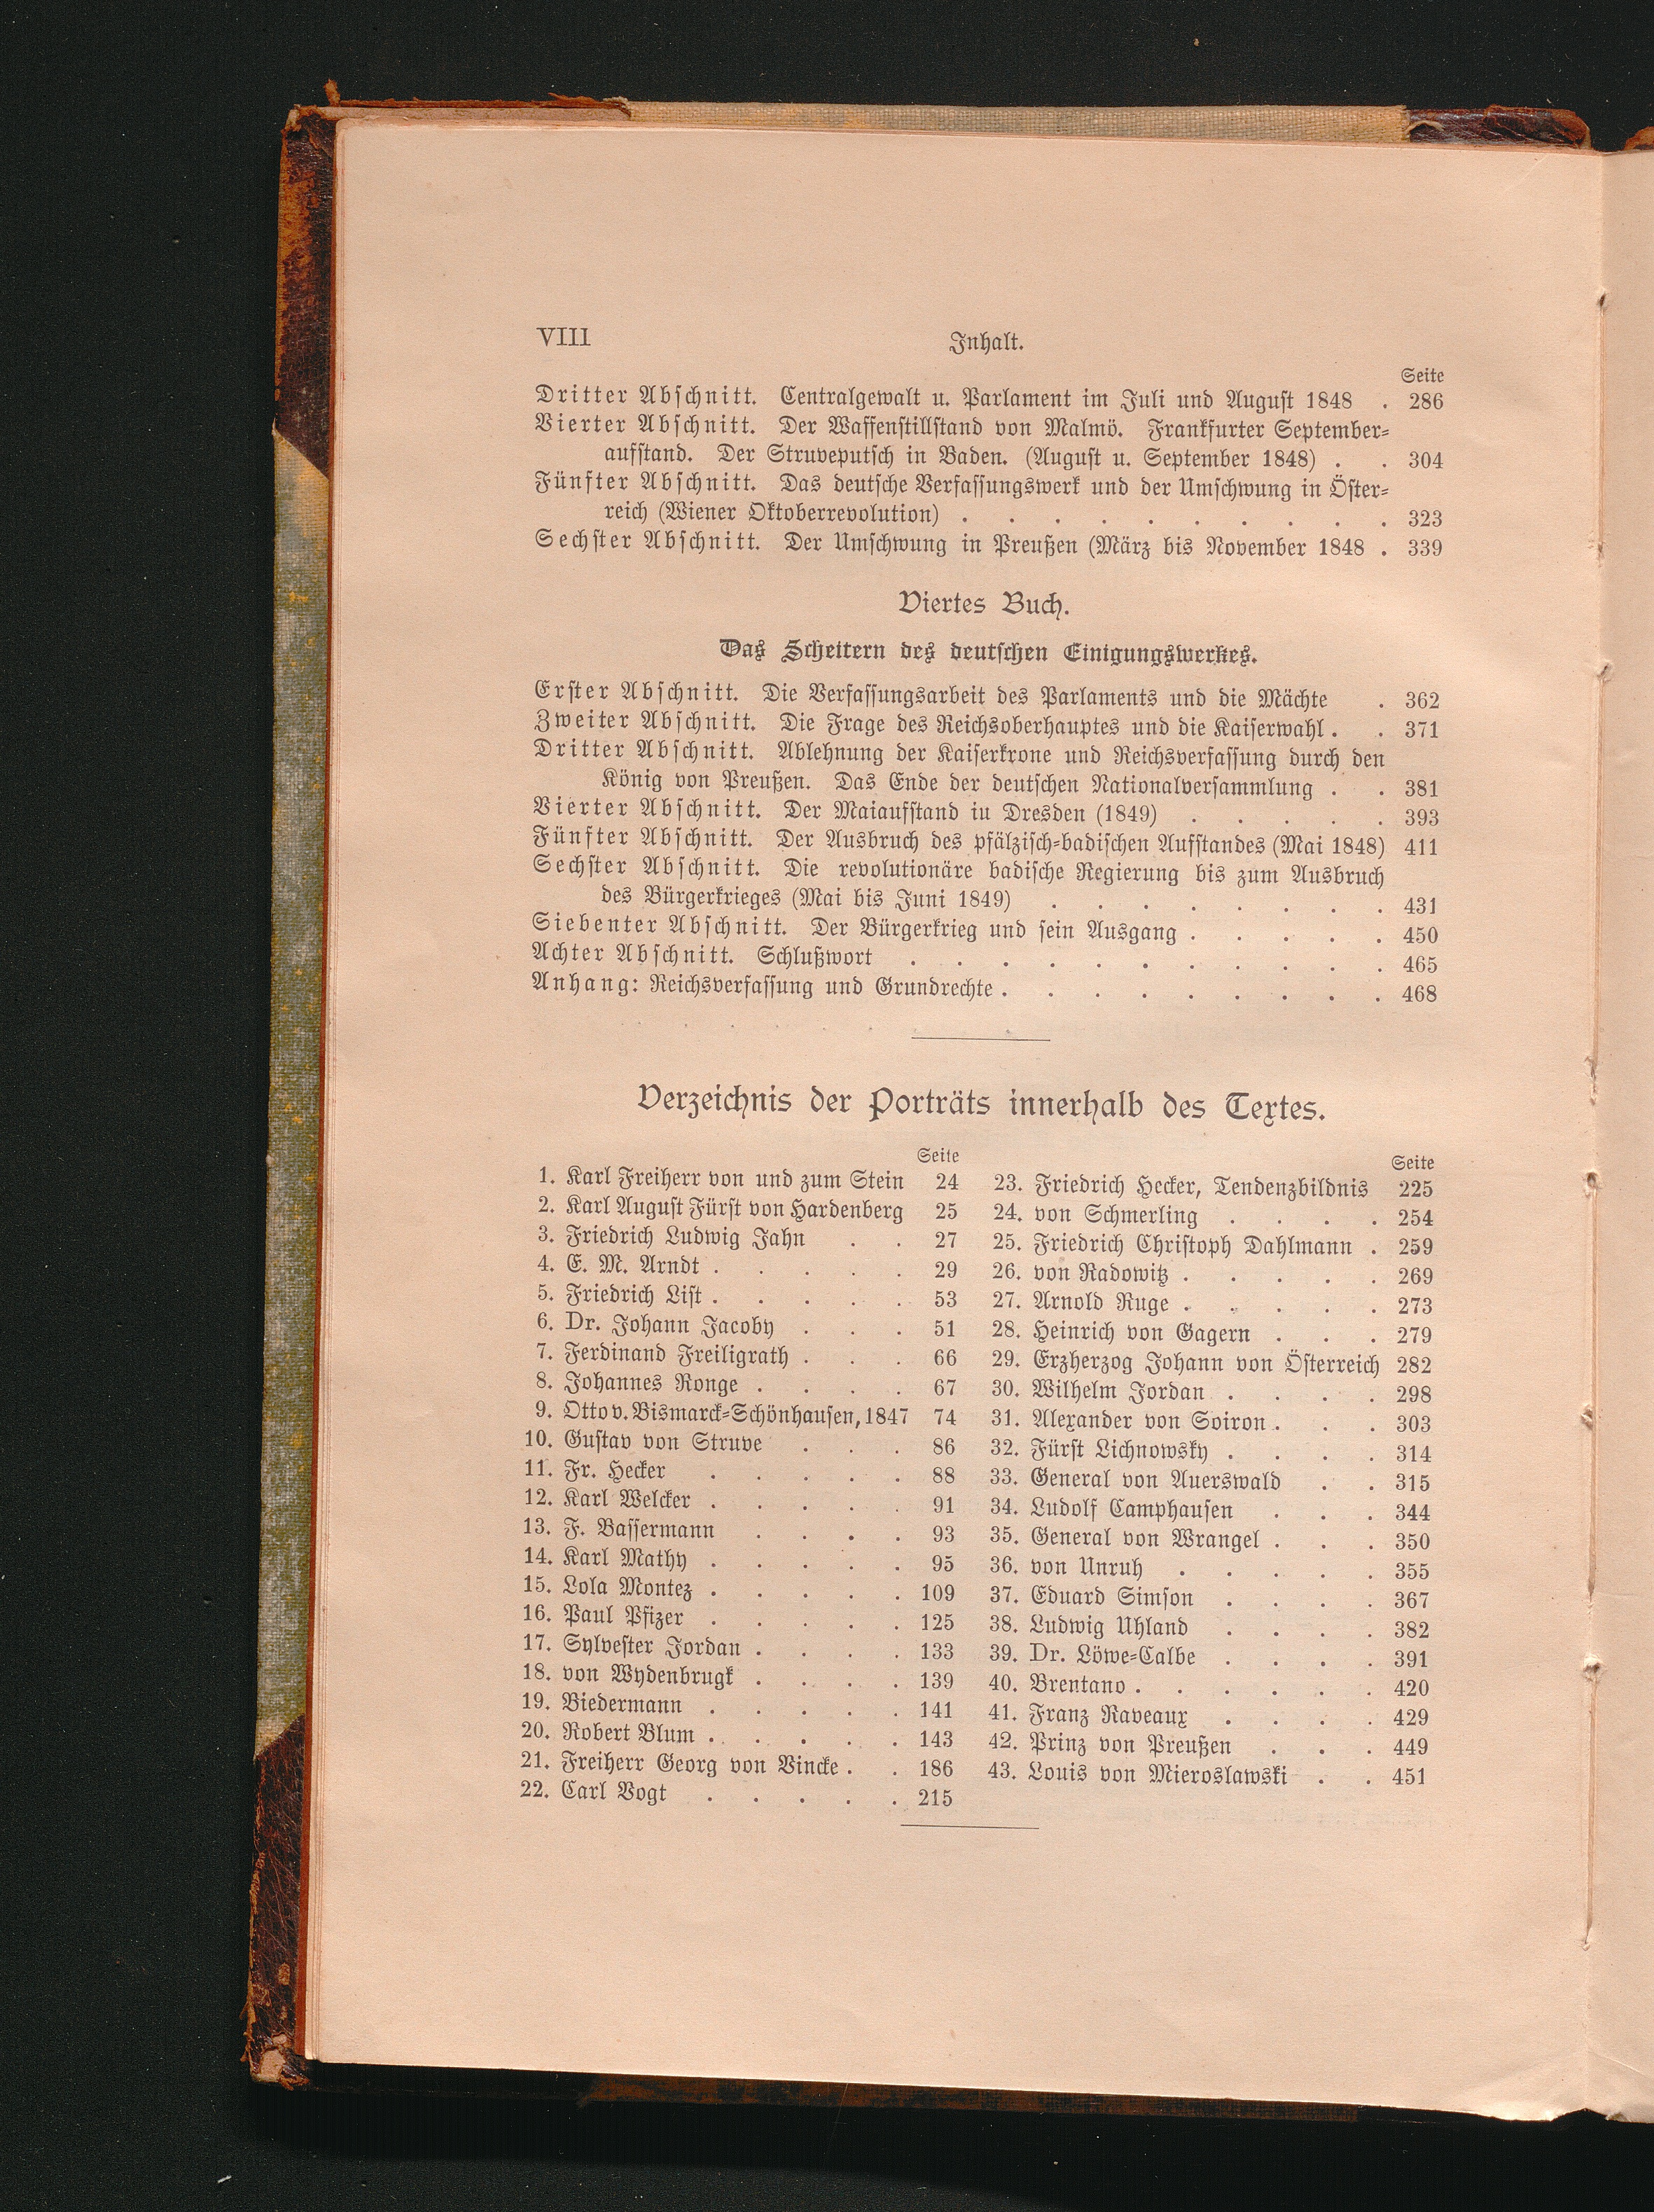 VIII Inhalt.
Seite
Dritter Abschnitt. Centralgewalt u. Parlament im Juli und August 1848 . 286
Vierter Abschnitt. Der Waffenstillstand von Malmö. Frankfurter September-
aufstand. Der Struveputsch in Baden. (August u. September 1848) . . 304
Fünfter Abschnitt. Das deutsche Verfassungswerk und der Umschwung in Öster-
reich (Wiener Oktoberrevolution) . . . . . . . . . . 323
Sechster Abschnitt. Der Umschwung in Preußen (März bis November 1848 . 339
Viertes Buch.
Das Scheitern des deutschen Einigungswerkes.
Erster Abschnitt. Die Verfassungsarbeit des Parlaments und die Mächte . 362
Zweiter Abschnitt. Die Frage des Reichsoberhauptes und die Kaiserwahl . . 371
Dritter Abschnitt. Ablehnung der Kaiserkrone und Reichsverfassung durch den
König von Preußen. Das Ende der deutschen Nationalversammlung . . 381
Vierter Abschnitt. Der Maiaufstand iu Dresden (1849) . . . . . 393
Fünfter Abschnitt. Der Ausbruch des pfälzisch-badischen Aufstandes (Mai 1848) 411
Sechster Abschnitt. Die revolutionäre badische Regierung bis zum Ausbruch
des Bürgerkrieges (Mai bis Juni 1849) . . . . . . . . 431
Siebenter Abschnitt. Der Bürgerkrieg und sein Ausgang . . . . . 450
Achter Abschnitt. Schlußwort . . . . . . . . . . . 465
Anhang: Reichsverfassung und Grundrechte . . . . . . . . . 468
Verzeichnis der Porträts innerhalb des Textes.
Seite
1. Karl Freiherr von und zum Stein 24
2. Karl August Fürst von Hardenberg 25
3. Friedrich Ludwig Jahn . . 27
4. E. M. Arndt . . . . . 29
5. Friedrich List . . . . . 53
6. Dr. Johann Jacoby . . . 51
7. Ferdinand Freiligrath . . . 66
8. Johannes Ronge . . . . 67
9. Otto v. Bismarck-Schönhausen, 1847 74
10. Gustav von Struve . . . 86
11. Fr. Hecker . . . . . 88
12. Karl Welcker . . . . . 91
13. F. Bassermann . . . . 93
14. Karl Mathy . . . . . 95
15. Lola Montez . . . . . 109
16. Paul Pfizer . . . . . 125
17. Sylvester Jordan . . . . 133
18. von Wydenbrugk . . . . 139
19. Biedermann . . . . . 141
20. Robert Blum . . . . . 143
21. Freiherr Georg von Vincke . . 186
22. Carl Vogt . . . . . 215
Seite
23. Friedrich Hecker, Tendenzbildnis 225
24. von Schmerling . . . . 254
25. Friedrich Christoph Dahlmann . 259
26. von Radowitz . . . . . 269
27. Arnold Ruge . . . . . 273
28. Heinrich von Gagern . . . 279
29. Erzherzog Johann von Österreich 282
30. Wilhelm Jordan . . . . 298
31. Alexander von Soiron . . . 303
32. Fürst Lichnowsky . . . . 314
33. General von Auerswald . . 315
34. Ludolf Camphausen . . . 344
35. General von Wrangel . . . 350
36. von Unruh . . . . . 355
37. Eduard Simson . . . . 367
38. Ludwig Uhland . . . . 382
39. Dr. Löwe-Calbe . . . . 391
40. Brentano . . . . . . 420
41. Franz Raveaux . . . . 429
42. Prinz von Preußen . . . 449
43. Louis von Mieroslawski . . 451